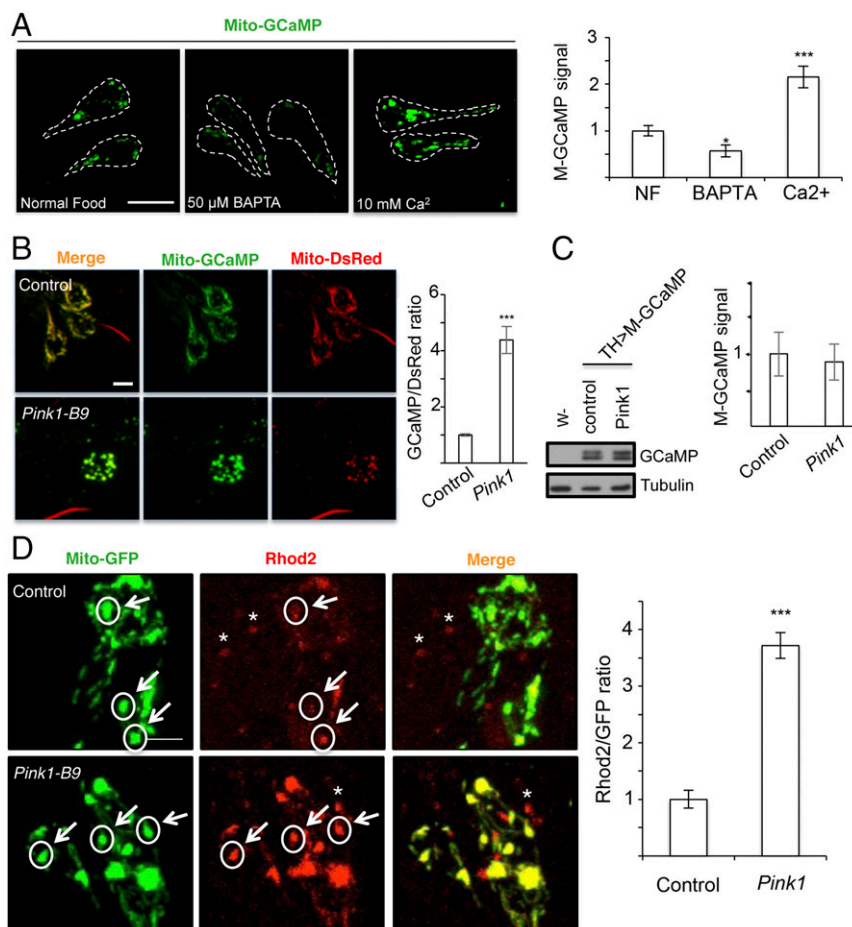 A
Mito-GCaMP
Normal Food
50 µM BAPTA
10 mM Ca²
M-GCaMP signal
3
2
1
***
*
NF
BAPTA
Ca2+
B
Merge
Mito-GCaMP
Mito-DsRed
Control
Pink1-B9
GCaMP/DsRed ratio
6
4
2
1
***
Control
Pink1
C
TH>M-GCaMP
W-
control
Pink1
GCaMP
Tubulin
M-GCaMP signal
1
Control
Pink1
D
Mito-GFP
Rhod2
Merge
Control
*
*
*
*
Pink1-B9
*
*
Rhod2/GFP ratio
4
3
2
1
***
Control
Pink1